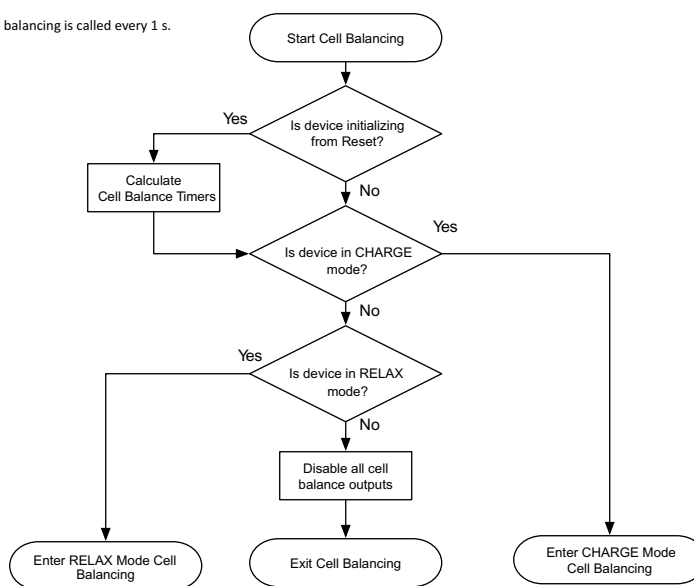 balancing is called every 1 s.
Start Cell Balancing
Yes
Is device initializing
from Reset?
Calculate
Cell Balance Timers
No
Yes
Is device in CHARGE
mode?
No
Yes
Is device in RELAX
mode?
No
Disable all cell
balance outputs
Enter RELAX Mode Cell
Balancing
Exit Cell Balancing
Enter CHARGE Mode
Cell Balancing